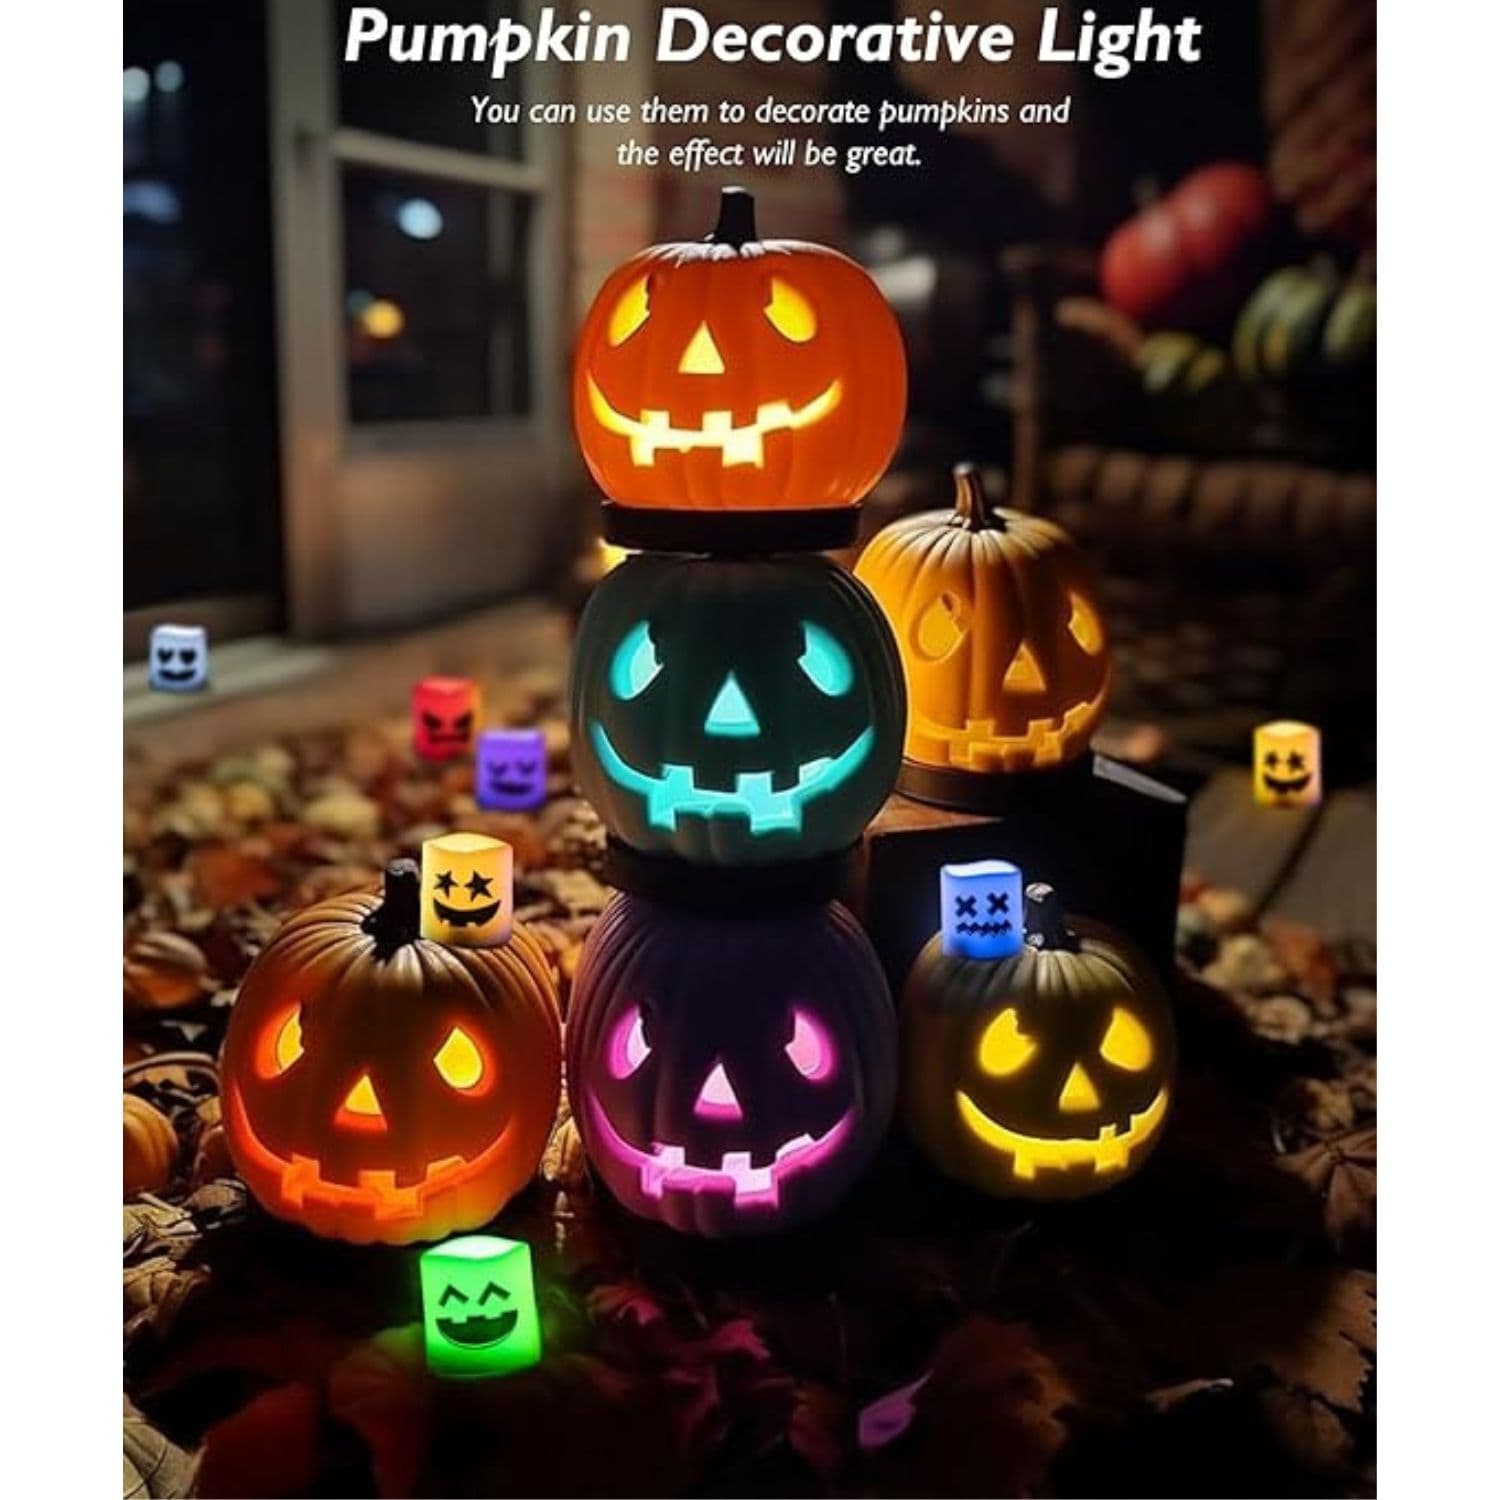 Pumpkin Decorative Light
You can use them to decorate pumpkins and
the effect will be great.